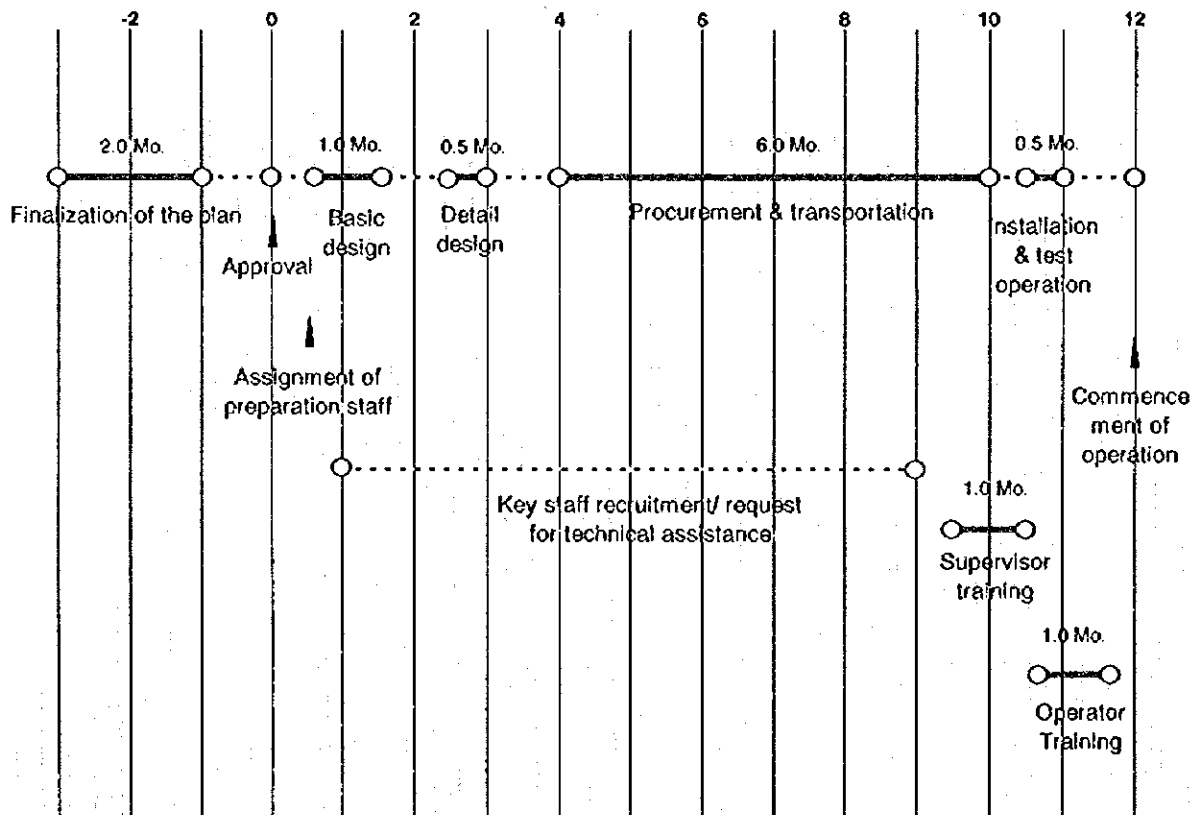 -2 0 2 4 6 8 10 12
2.0 Mo. 1.0 Mo. 0.5 Mo. 6.0 Mo. 0.5 Mo.
Finalization of the plan
Approval
Basic
design
Detail
design
Procurement & transportation
Installation
& test
operation
Assignment of
preparation staff
Commence
ment of
operation
Key staff recruitment/ request
for technical assistance
1.0 Mo.
Supervisor
training
1.0 Mo.
Operator
Training